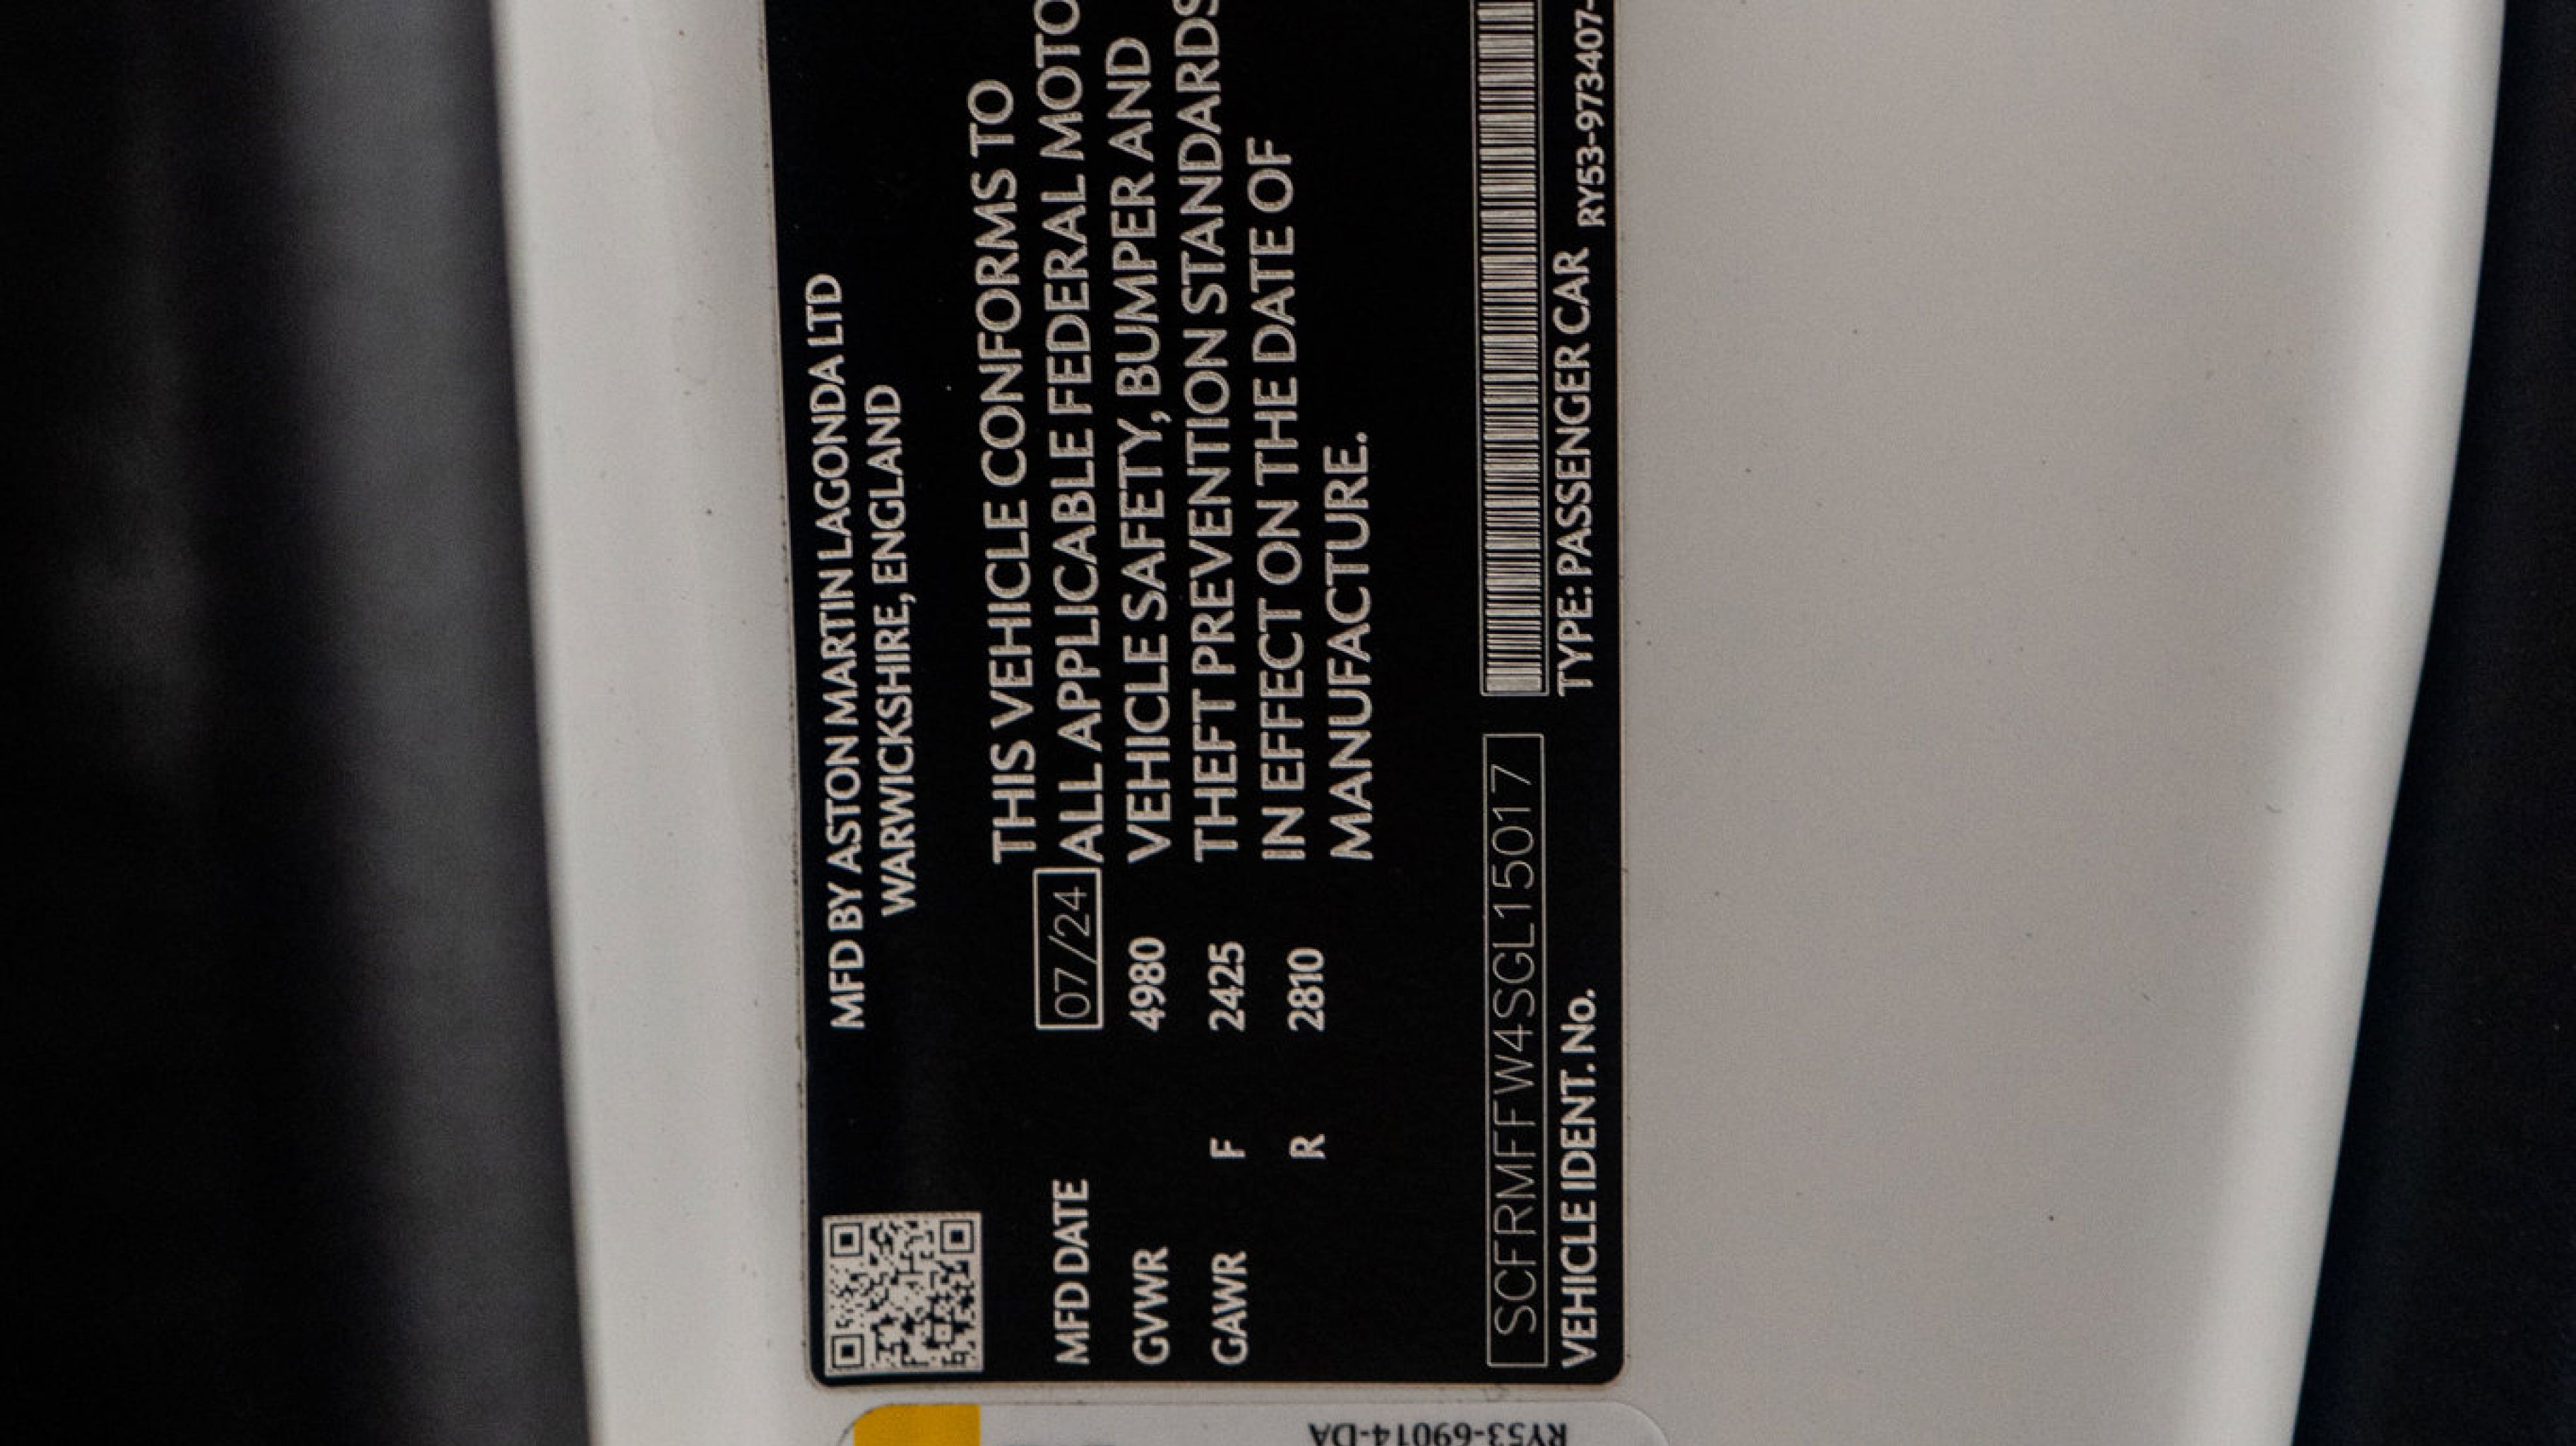 MFD BY ASTON MARTIN LAGONDA LTD
WARWICKSHIRE, ENGLAND
MFD DATE 07/24
GVWR 4980
GAWR F 2425
R 2810
THIS VEHICLE CONFORMS TO
ALL APPLICABLE FEDERAL MOTO
VEHICLE SAFETY, BUMPER AND
THEFT PREVENTION STANDARDS
IN EFFECT ON THE DATE OF
MANUFACTURE.
SCFRMFFW4SGL15017
VEHICLE IDENT. No.
TYPE: PASSENGER CAR
RY53-973407-
RY53-69014-DA